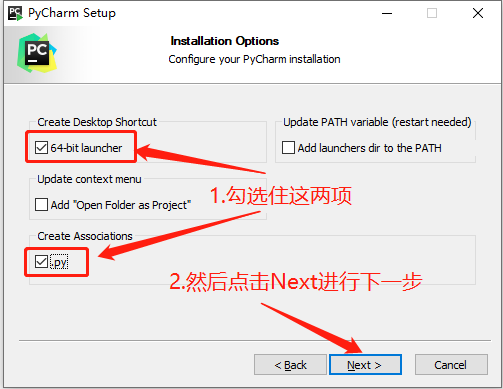 PC PyCharm Setup
PC
Installation Options
Configure your PyCharm installation
Create Desktop Shortcut
64-bit launcher
Update PATH variable (restart needed)
Add launchers dir to the PATH
1.勾选住这两项
Update context menu
Add "Open Folder as Project"
Create Associations
.py
2.然后点击Next进行下一步
< Back
Next >
Cancel